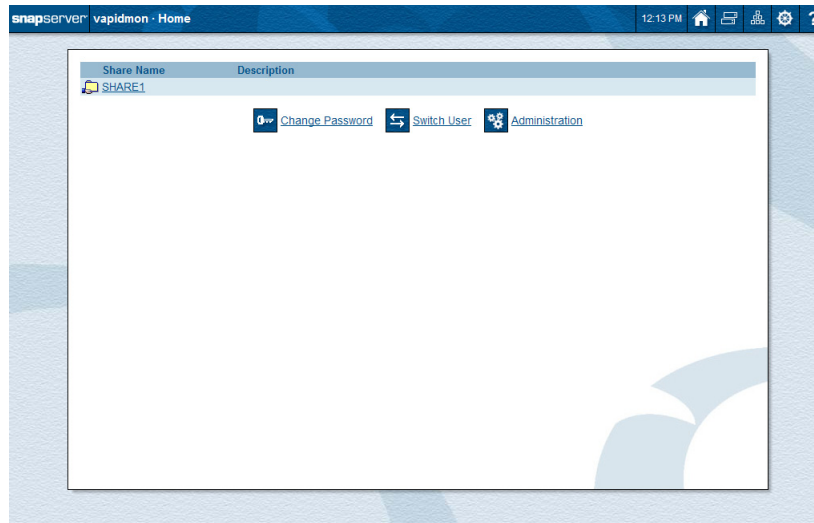 snapserver vapidmon · Home 12:13 PM ?
Share Name Description
SHARE1
Change Password Switch User Administration